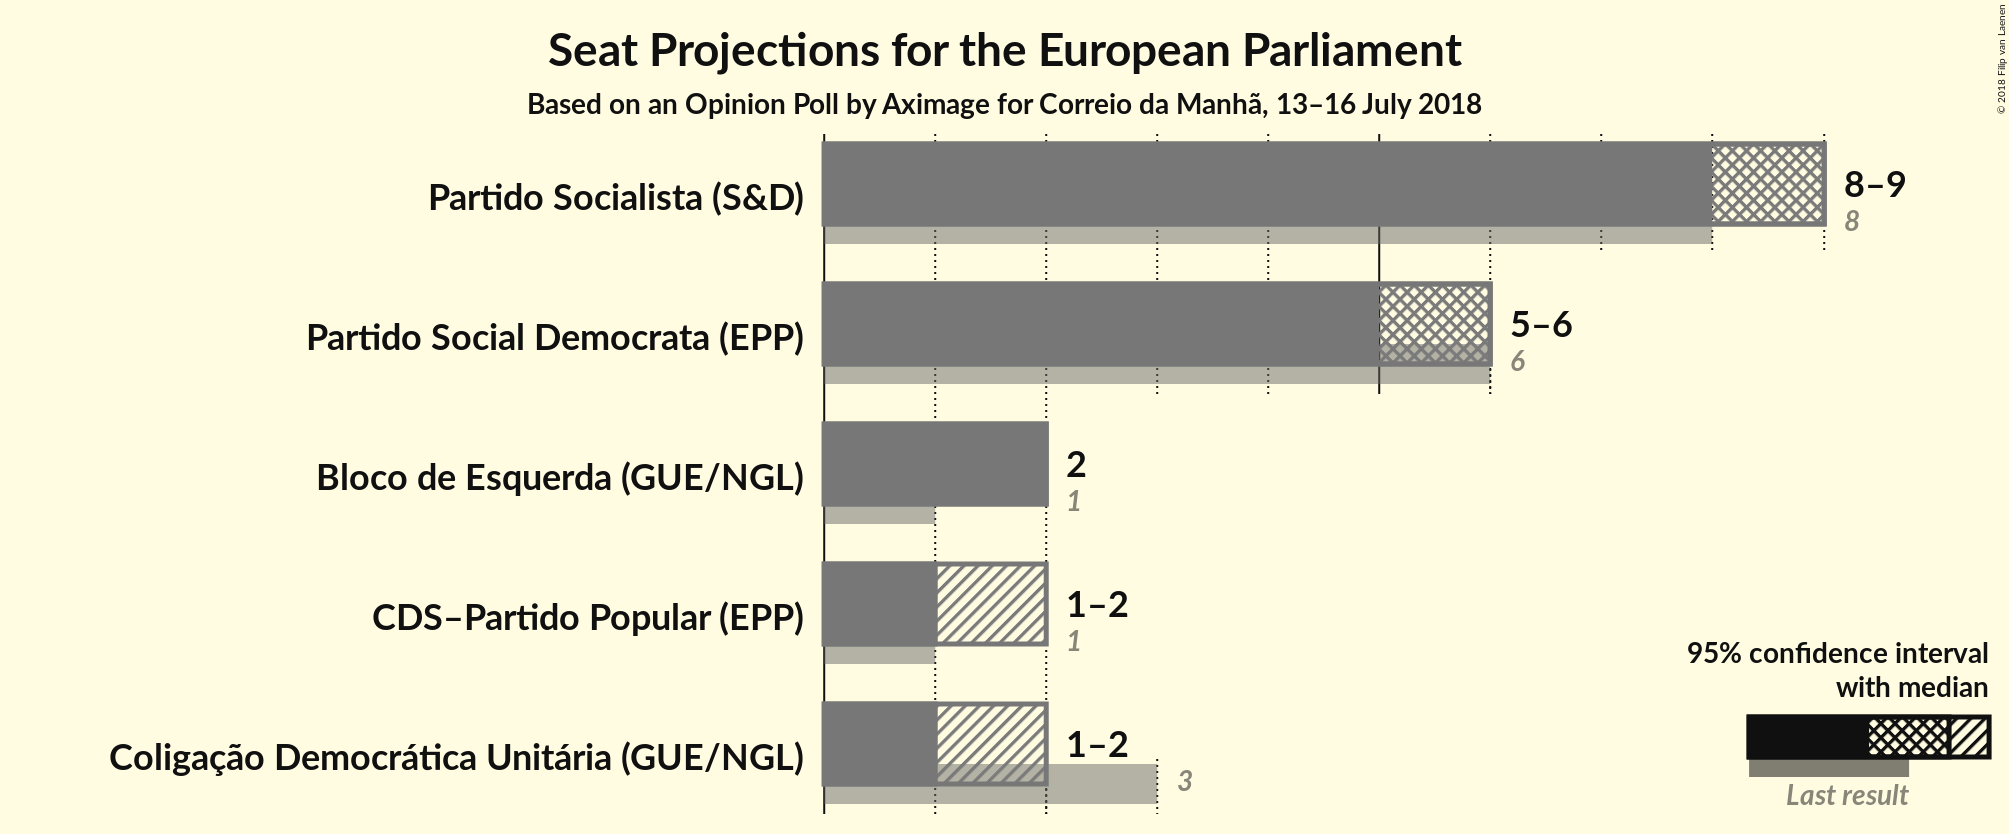 Seat Projections for the European Parliament
Based on an Opinion Poll by Aximage for Correio da Manhã, 13–16 July 2018
© 2018 Filip van Laenen
Partido Socialista (S&D)
8–9
8
Partido Social Democrata (EPP)
5–6
6
Bloco de Esquerda (GUE/NGL)
2
1
CDS–Partido Popular (EPP)
1–2
1
Coligação Democrática Unitária (GUE/NGL)
1–2
3
95% confidence interval
with median
Last result